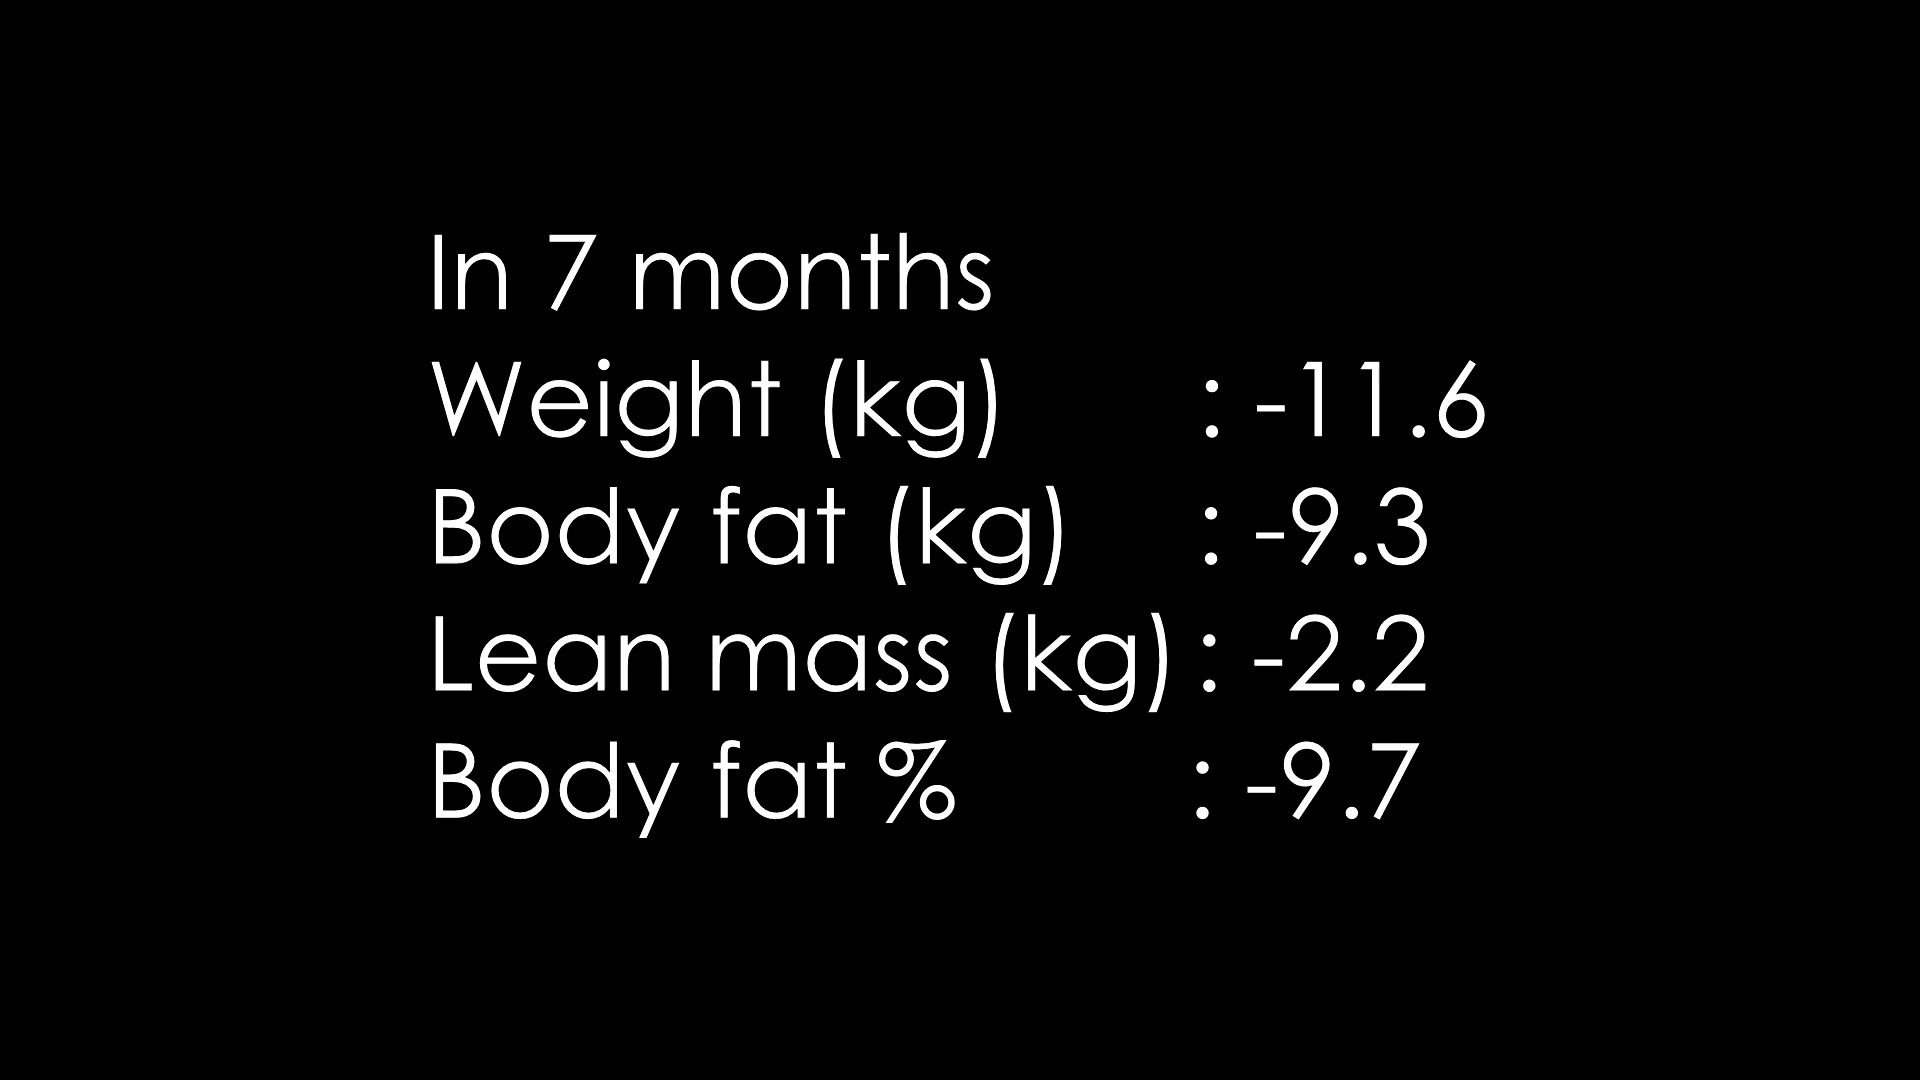 In 7 months
Weight (kg) : -11.6
Body fat (kg) : -9.3
Lean mass (kg) : -2.2
Body fat % : -9.7